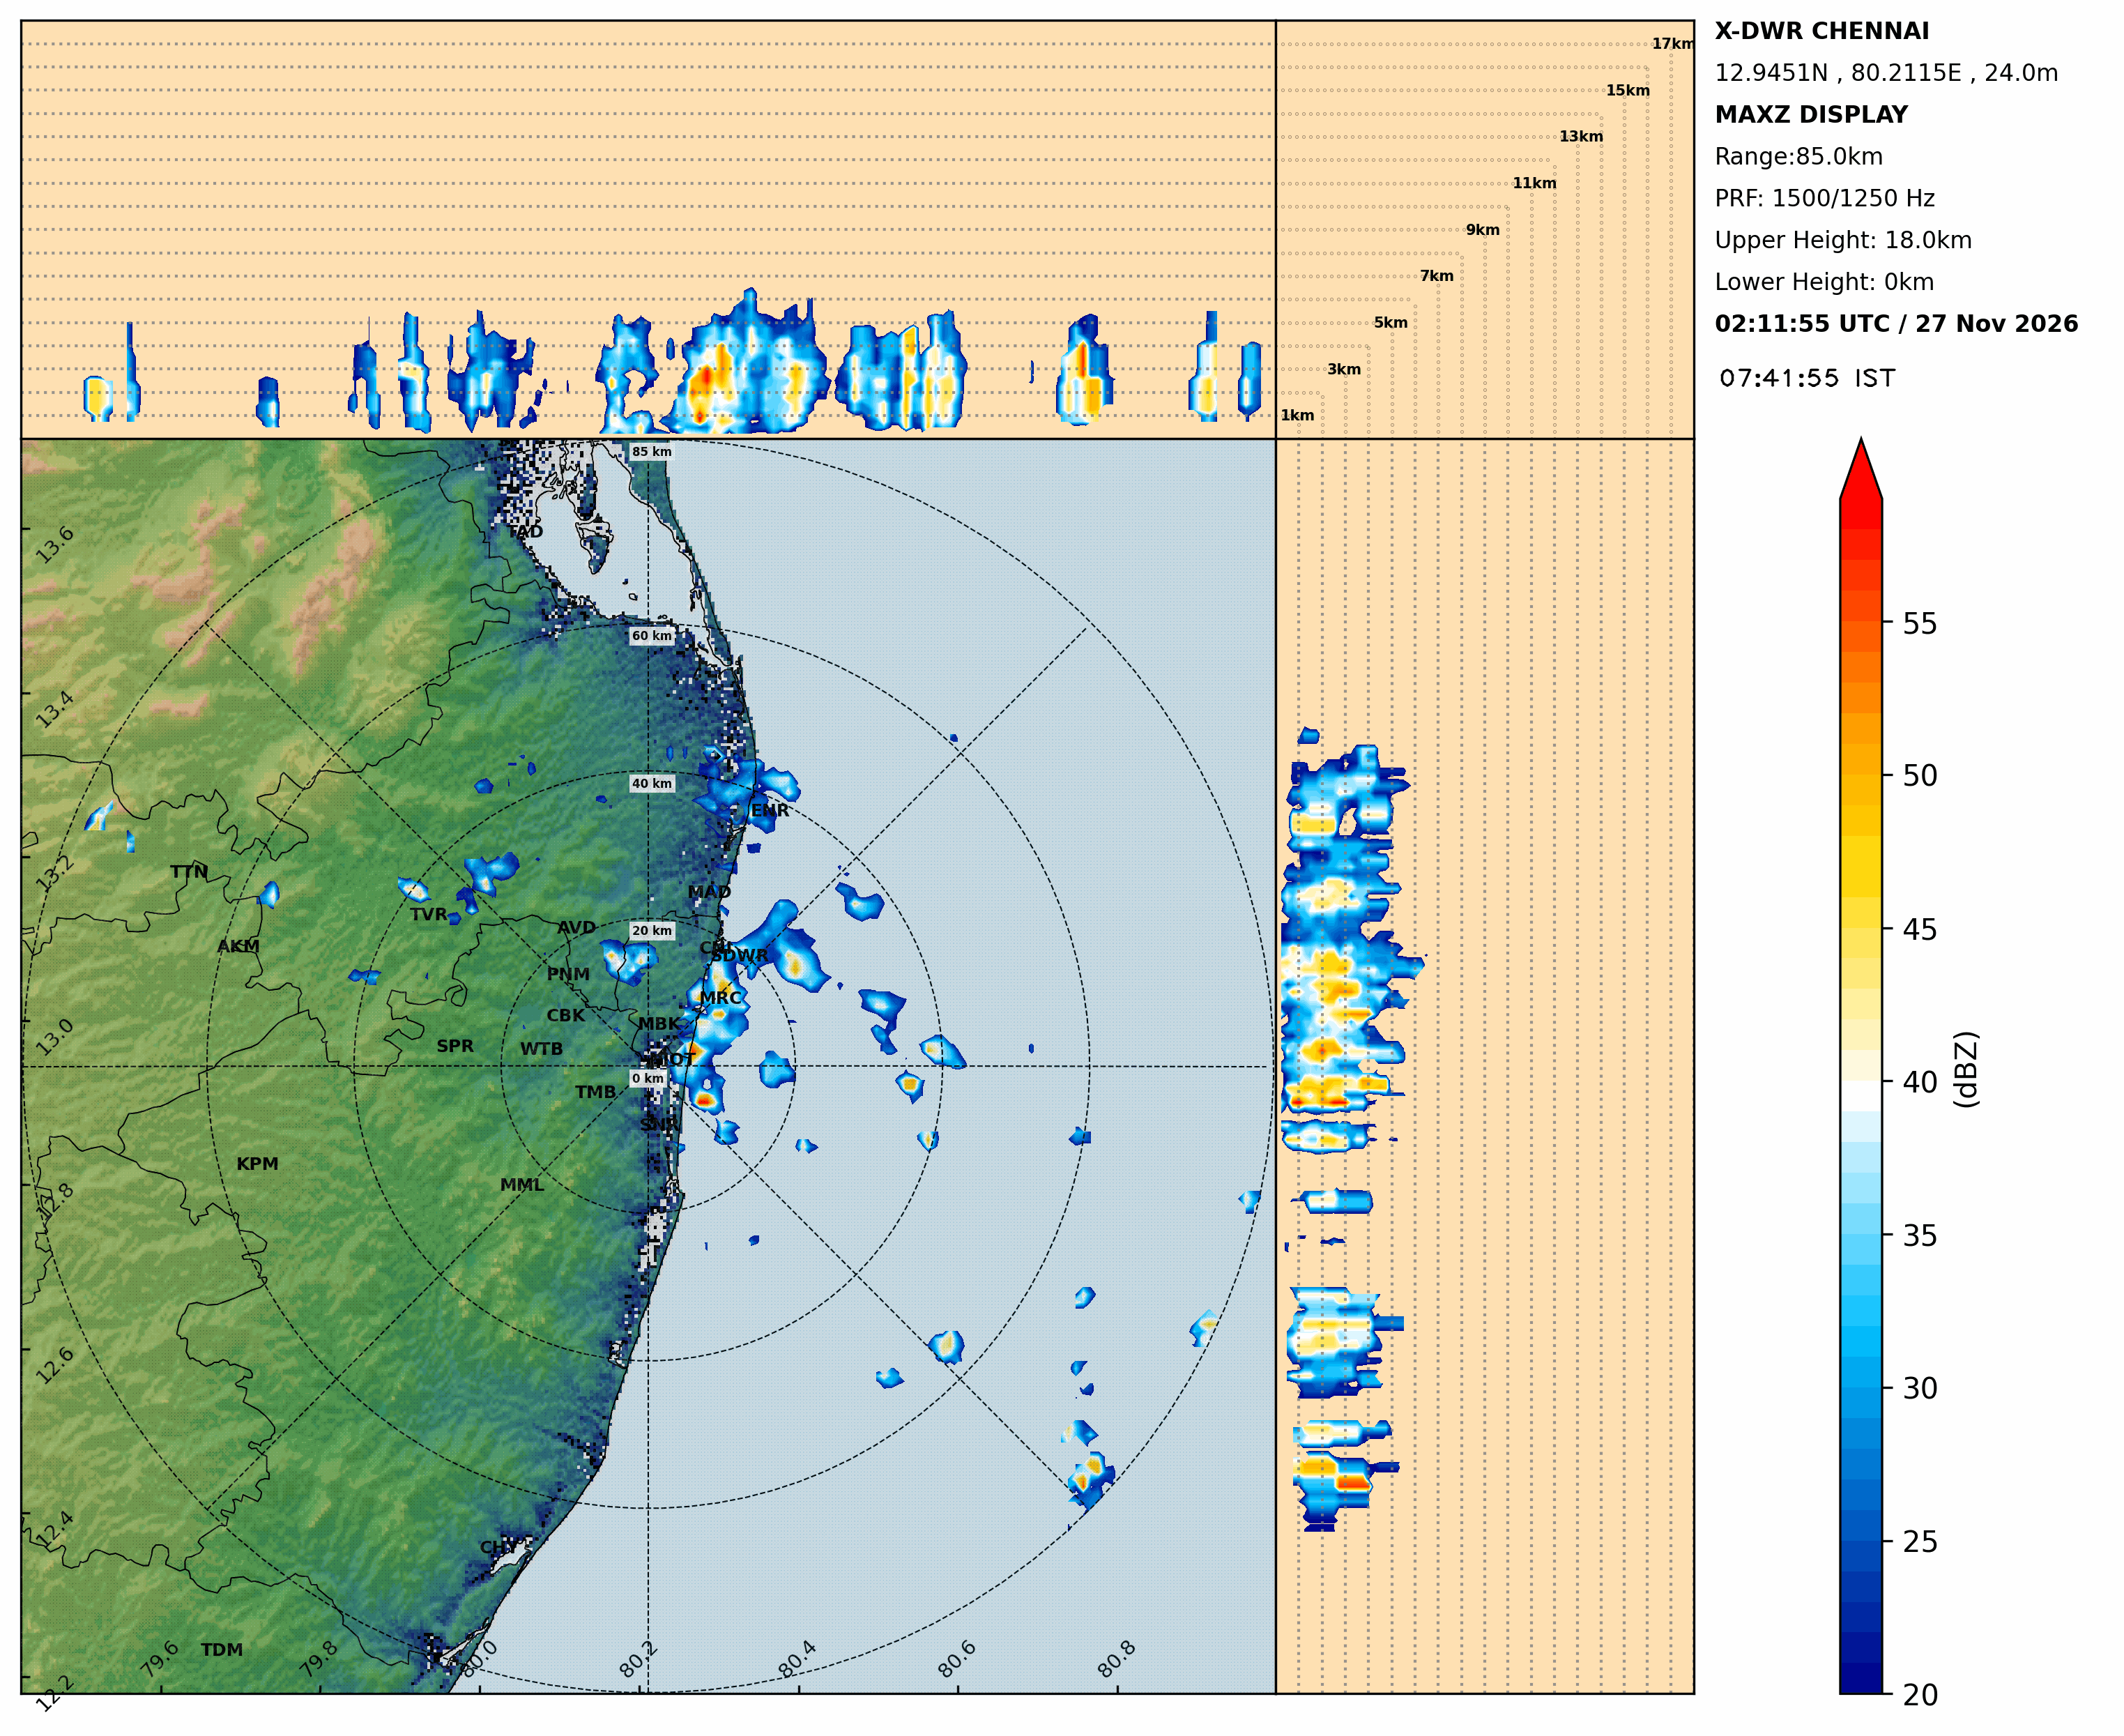 X-DWR CHENNAI
12.9451N , 80.2115E , 24.0m
MAXZ DISPLAY
Range:85.0km
PRF: 1500/1250 Hz
Upper Height: 18.0km
Lower Height: 0km
02:11:55 UTC / 27 Nov 2026
07:41:55 IST
17km
15km
13km
11km
9km
7km
5km
3km
1km
85 km
60 km
40 km
20 km
0 km
TAD
ENR
TTN
MAD
TVR
AVD
AKM
SDWR
PNM
MRC
CBK
MBK
SPR
WTB
TMB
SNR
KPM
MML
CHY
TDM
13.6
13.4
13.2
13.0
12.8
12.6
12.4
12.2
79.6
79.8
80.0
80.2
80.4
80.6
80.8
55
50
45
40
35
30
25
20
(dBZ)